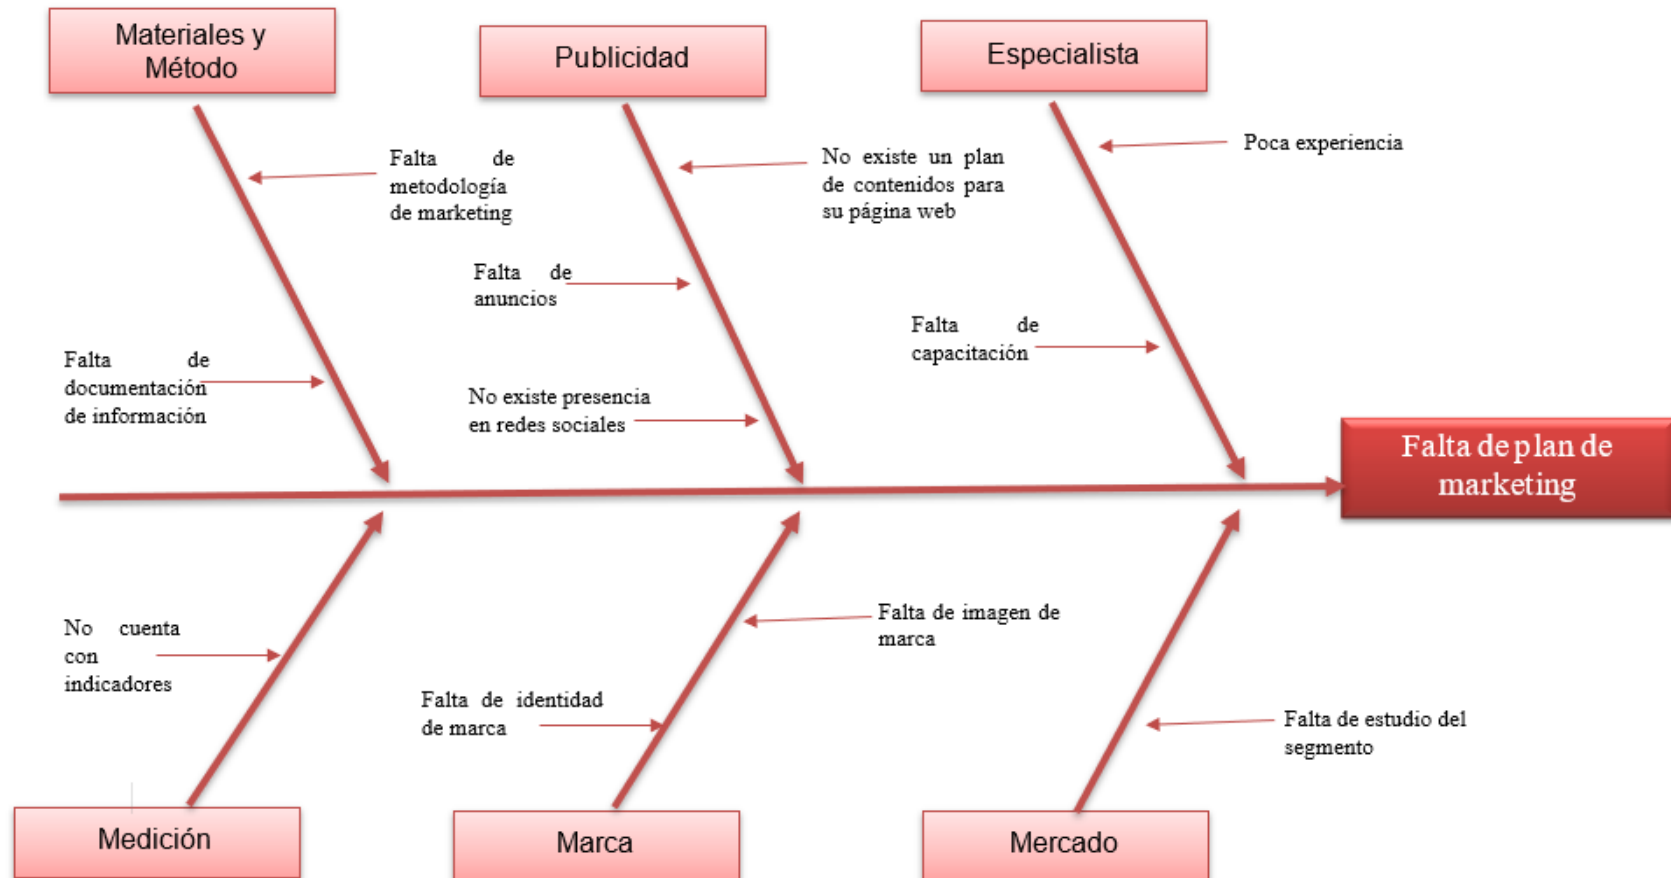 Materiales y
Método
Publicidad
Especialista
Falta de
metodología
de marketing
No existe un plan
de contenidos para
su página web
Poca experiencia
Falta de
anuncios
Falta de
capacitación
Falta de
documentación
de información
No existe presencia
en redes sociales
Falta de plan de
marketing
No cuenta
con
indicadores
Falta de imagen de
marca
Falta de identidad
de marca
Falta de estudio del
segmento
Medición
Marca
Mercado